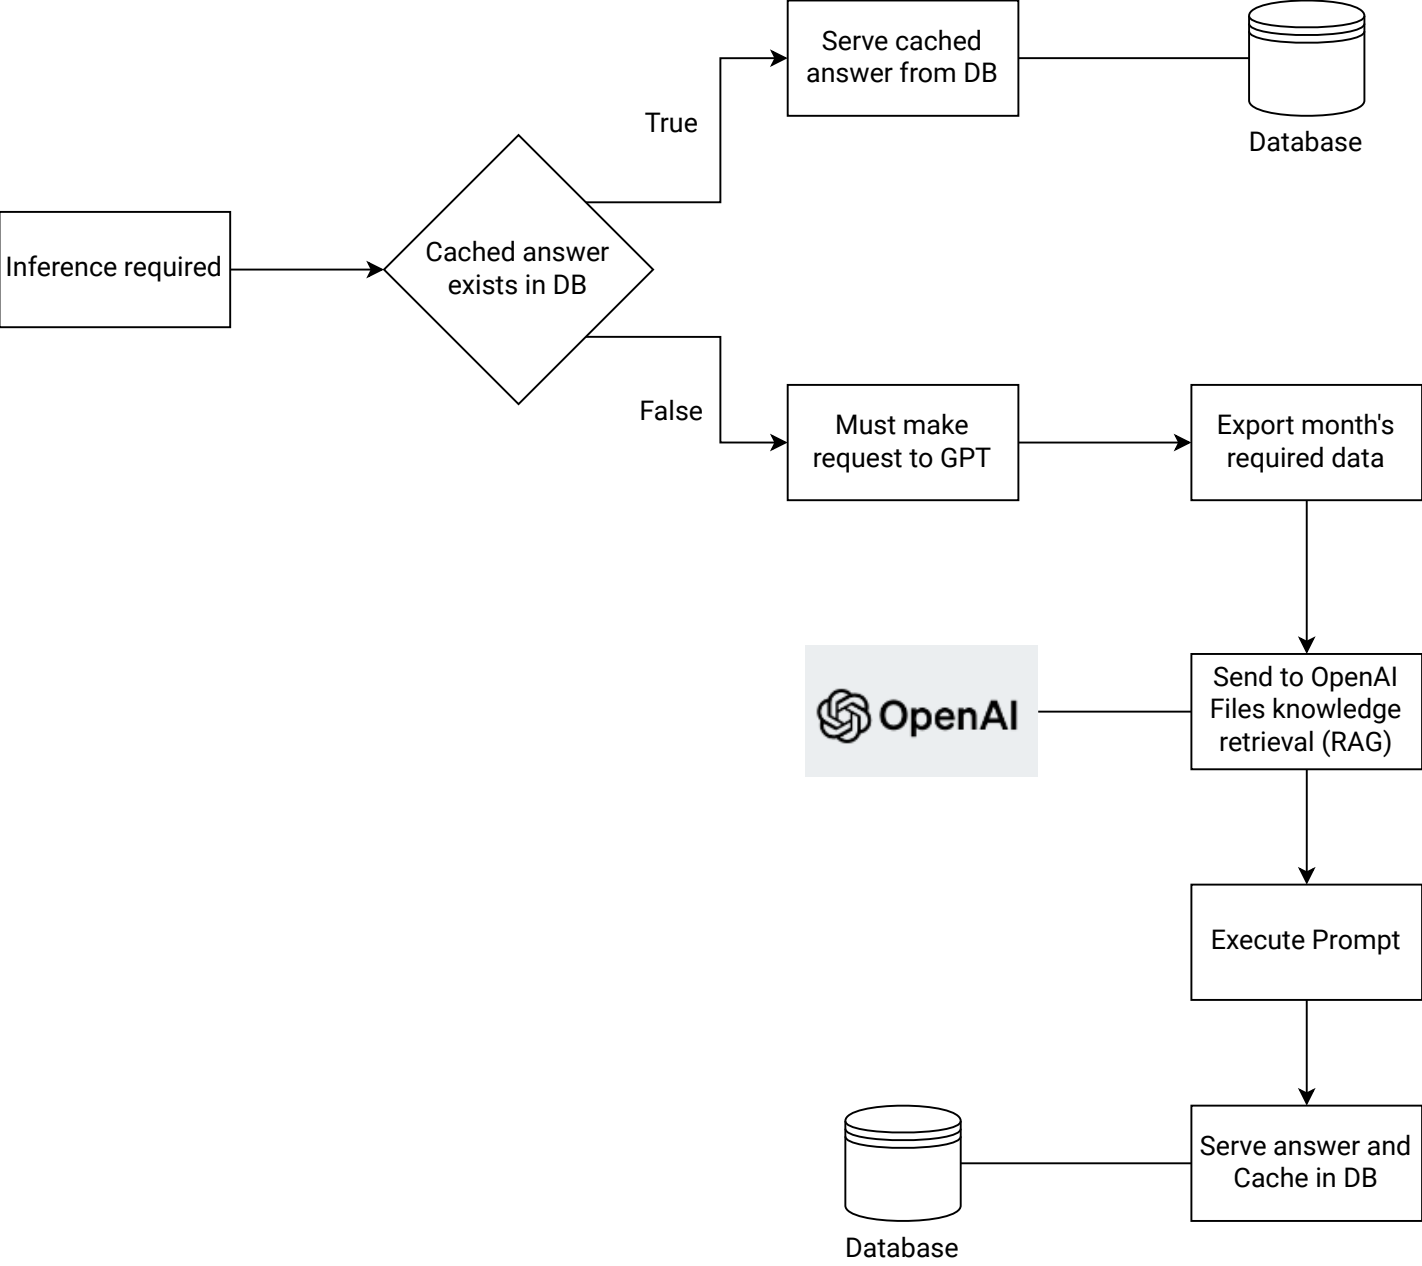 Serve cached
answer from DB
Database
True
Inference required
Cached answer
exists in DB
False
Must make
request to GPT
Export month's
required data
OpenAI
Send to OpenAI
Files knowledge
retrieval (RAG)
Execute Prompt
Serve answer and
Cache in DB
Database